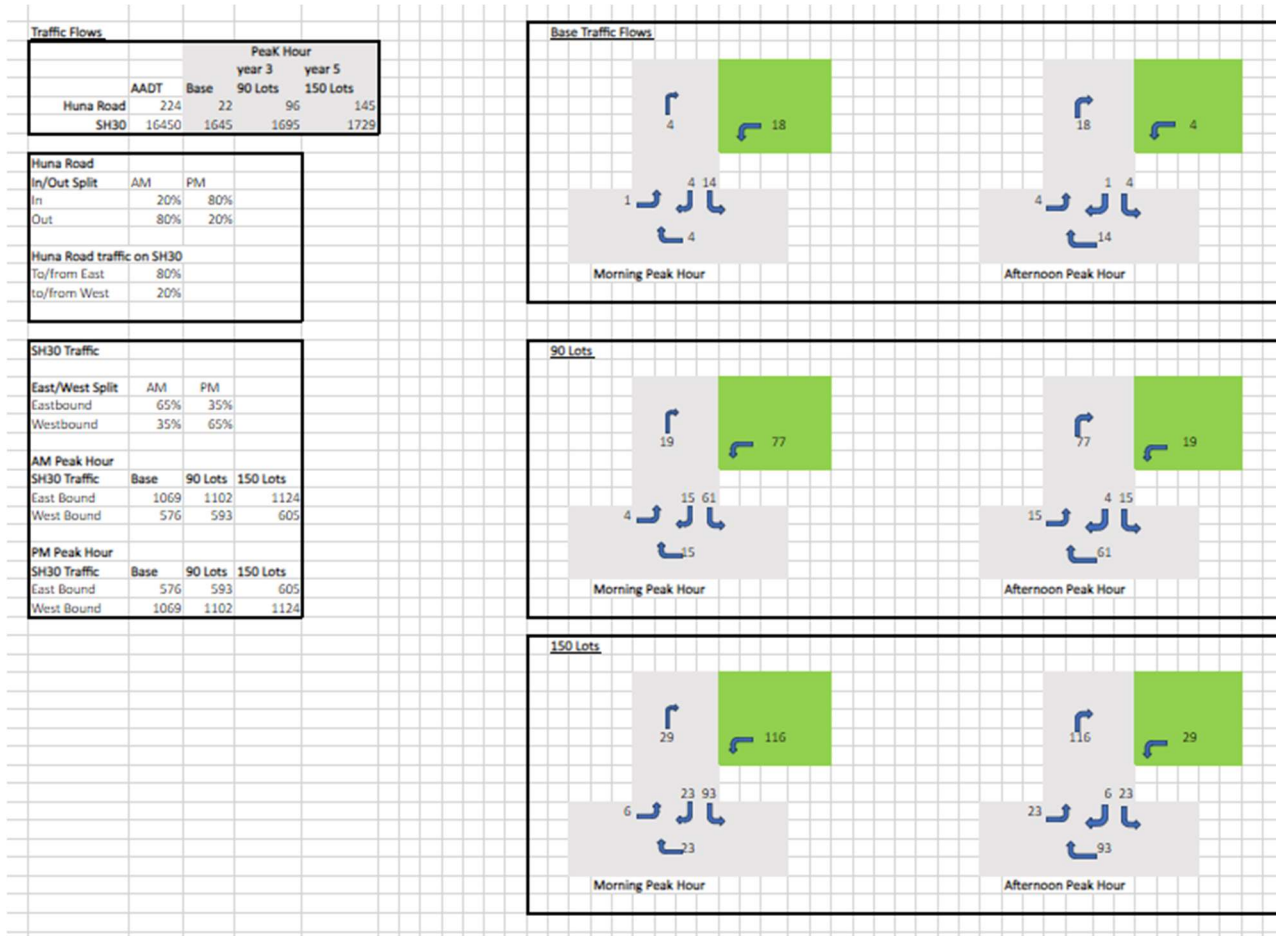 Traffic Flows
PeaK Hour
year 3 year 5
AADT Base 90 Lots 150 Lots
Huna Road 224 22 96 145
SH30 16450 1645 1695 1729
Huna Road
In/Out Split AM PM
In 20% 80%
Out 80% 20%
Huna Road traffic on SH30
To/from East 80%
to/from West 20%
SH30 Traffic
East/West Split AM PM
Eastbound 65% 35%
Westbound 35% 65%
AM Peak Hour
SH30 Traffic Base 90 Lots 150 Lots
East Bound 1069 1102 1124
West Bound 576 593 605
PM Peak Hour
SH30 Traffic Base 90 Lots 150 Lots
East Bound 576 593 605
West Bound 1069 1102 1124
Base Traffic Flows
4 18
4 14
1
4
Morning Peak Hour
18 4
1 4
4
14
Afternoon Peak Hour
90 Lots
19 77
15 61
4
15
Morning Peak Hour
77 19
4 15
15
61
Afternoon Peak Hour
150 Lots
29 116
23 93
6
23
Morning Peak Hour
116 29
6 23
23
93
Afternoon Peak Hour